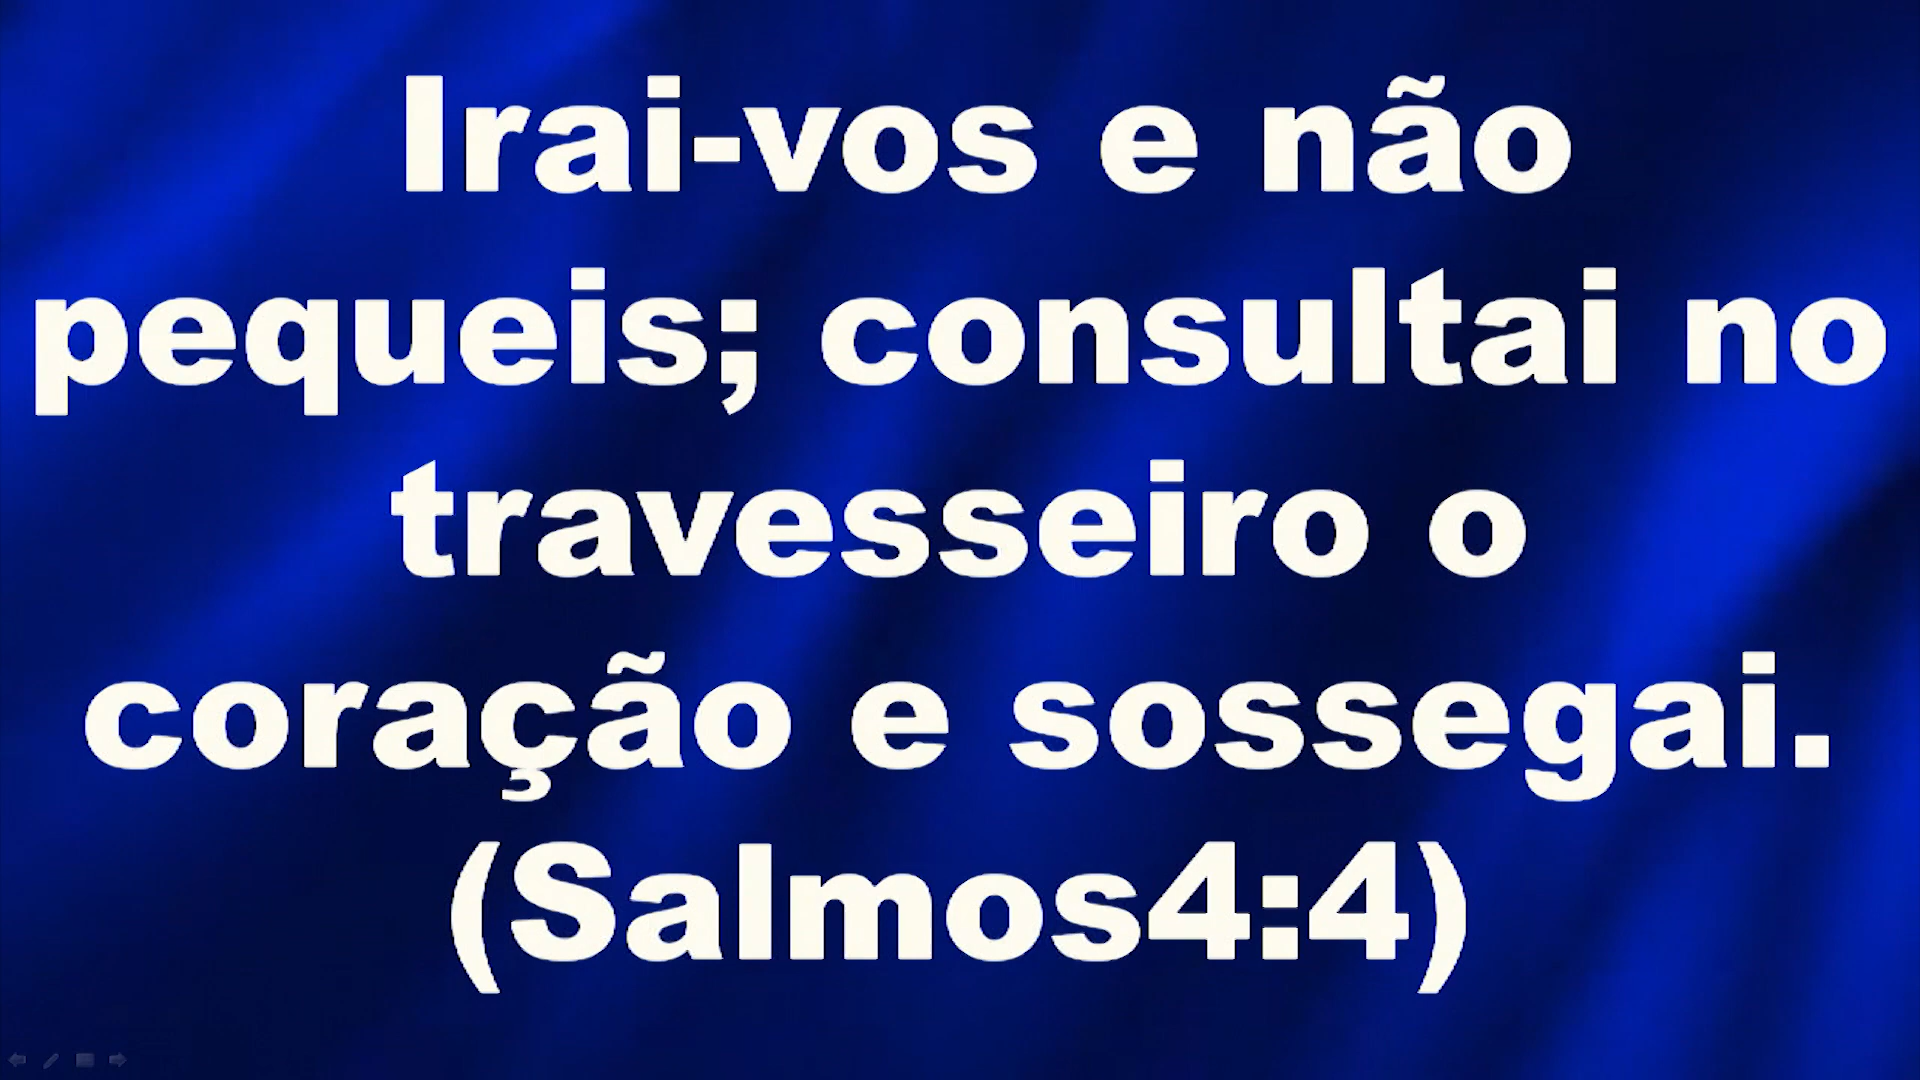 Irai-vos e não
pequeis; consultai no
travesseiro o
coração e sossegai.
(Salmos4:4)